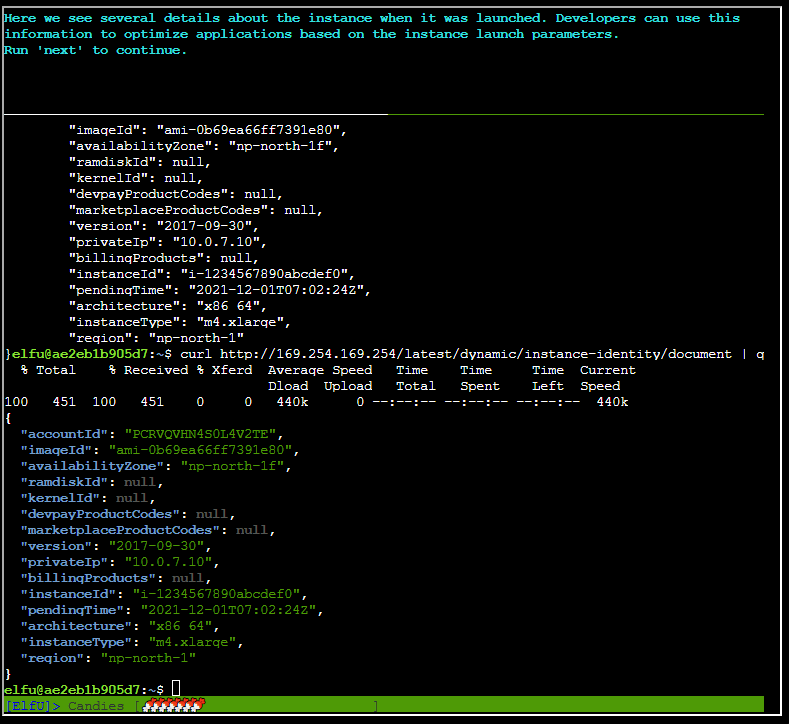 Here we see several details about the instance when it was launched. Developers can use this
information to optimize applications based on the instance launch parameters.
Run 'next' to continue.
"imageId": "ami-0b69ea66ff7391e80",
"availabilityZone": "np-north-1f",
"ramdiskId": null,
"kernelId": null,
"devpayProductCodes": null,
"marketplaceProductCodes": null,
"version": "2017-09-30",
"privateIp": "10.0.7.10",
"billingProducts": null,
"instanceId": "i-1234567890abcdef0",
"pendingTime": "2021-12-01T07:02:24Z",
"architecture": "x86_64",
"instanceType": "m4.xlarge",
"region": "np-north-1"
}elfu@ae2eb1b905d7:~$ curl http://169.254.169.254/latest/dynamic/instance-identity/document | q
% Total % Received % Xferd Average Speed Time Time Time Current
Dload Upload Total Spent Left Speed
100 451 100 451 0 0 440k 0 --:--:-- --:--:-- --:--:-- 440k
{
"accountId": "PCRVQVHN4S0L4V2TE",
"imageId": "ami-0b69ea66ff7391e80",
"availabilityZone": "np-north-1f",
"ramdiskId": null,
"kernelId": null,
"devpayProductCodes": null,
"marketplaceProductCodes": null,
"version": "2017-09-30",
"privateIp": "10.0.7.10",
"billingProducts": null,
"instanceId": "i-1234567890abcdef0",
"pendingTime": "2021-12-01T07:02:24Z",
"architecture": "x86_64",
"instanceType": "m4.xlarge",
"region": "np-north-1"
}
elfu@ae2eb1b905d7:~$
[ElfU]> Candies [ ]